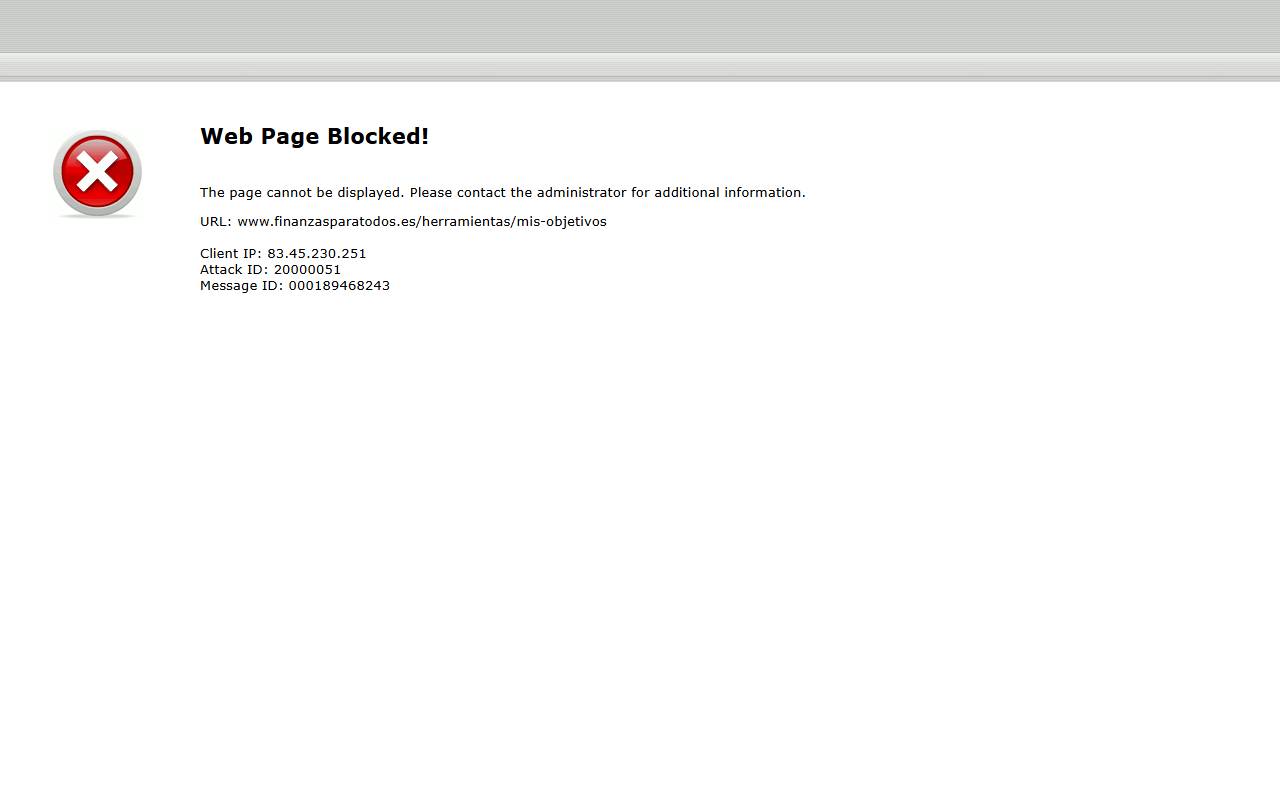 Web Page Blocked!
The page cannot be displayed. Please contact the administrator for additional information.
URL: www.finanzasparatodos.es/herramientas/mis-objetivos
Client IP: 83.45.230.251
Attack ID: 20000051
Message ID: 000189468243